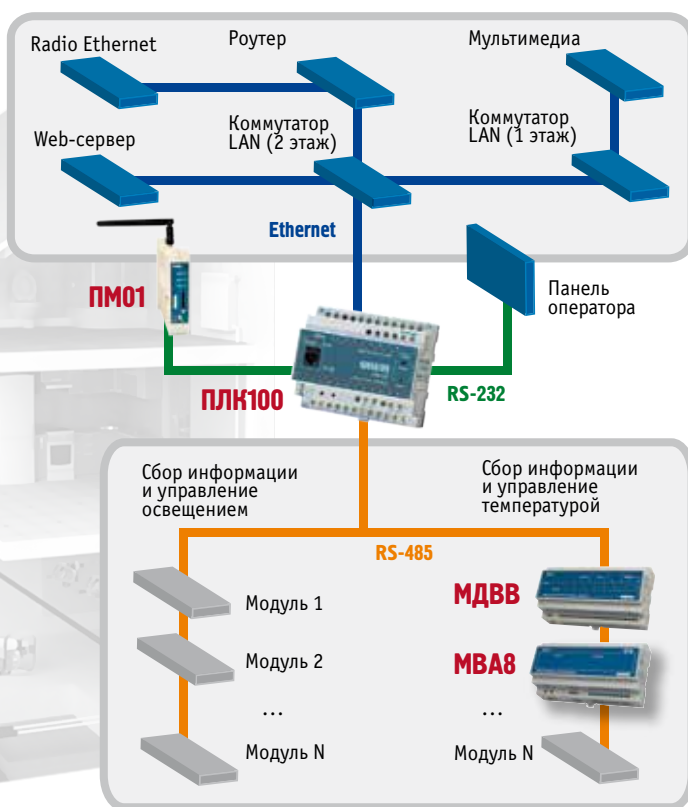 Radio Ethernet
Роутер
Мультимедиа
Web-сервер
Коммутатор
LAN (2 этаж)
Коммутатор
LAN (1 этаж)
Ethernet
ПМ01
Панель
оператора
ПЛК100
RS-232
Сбор информации
и управление
освещением
Сбор информации
и управление
температурой
RS-485
Модуль 1
МДВВ
Модуль 2
МВА8
...
...
Модуль N
Модуль N